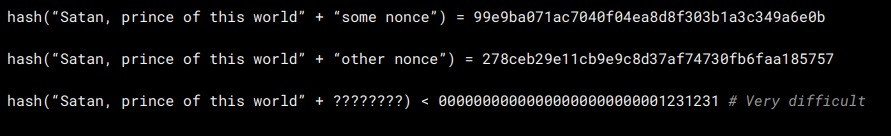 hash(“Satan, prince of this world” + “some nonce”) = 99e9ba071ac7040f04ea8d8f303b1a3c349a6e0b
hash(“Satan, prince of this world” + “other nonce”) = 278ceb29e11cb9e9c8d37af74730fb6faa185757
hash(“Satan, prince of this world” + ????????) < 000000000000000000000000001231231 # Very difficult